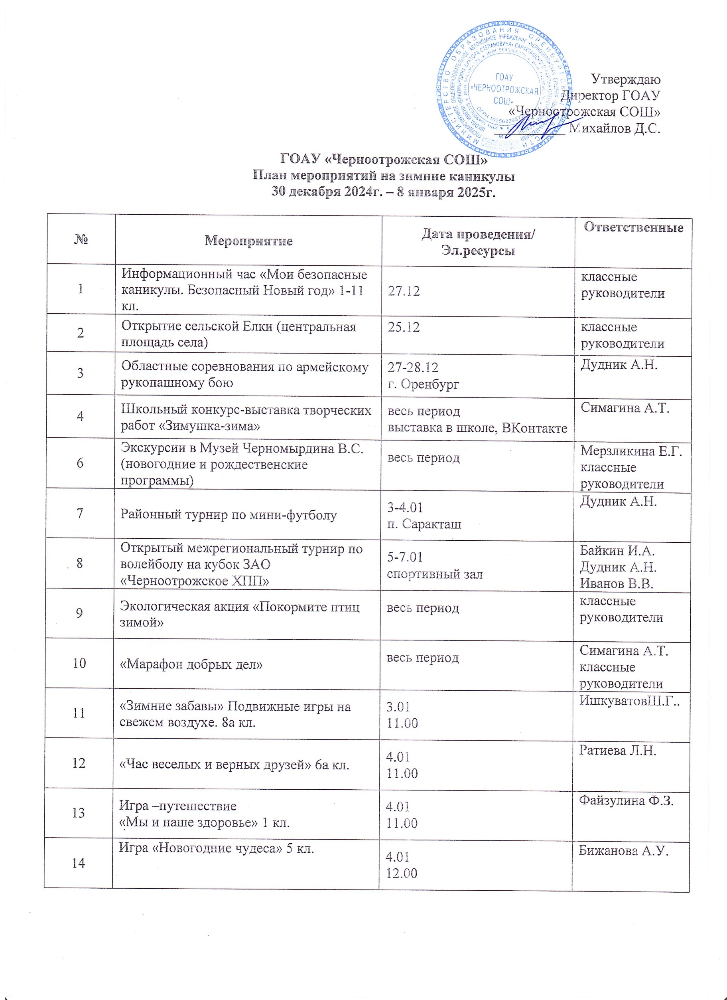 ГОАУ
«ЧЕРНООТРОЖСКАЯ
СОШ»
Утверждаю
Директор ГОАУ
«Черноотрожская СОШ»
Михайлов Д.С.
ГОАУ «Черноотрожская СОШ»
План мероприятий на зимние каникулы
30 декабря 2024г. – 8 января 2025г.
№
Мероприятие
Дата проведения/
Эл.ресурсы
Ответственные
1
Информационный час «Мои безопасные
каникулы. Безопасный Новый год» 1-11
кл.
27.12
классные
руководители
2
Открытие сельской Елки (центральная
площадь села)
25.12
классные
руководители
3
Областные соревнования по армейскому
рукопашному бою
27-28.12
г. Оренбург
Дудник А.Н.
4
Школьный конкурс-выставка творческих
работ «Зимушка-зима»
весь период
выставка в школе, ВКонтакте
Симагина А.Т.
6
Экскурсии в Музей Черномырдина В.С.
(новогодние и рождественские
программы)
весь период
Мерзликина Е.Г.
классные
руководители
7
Районный турнир по мини-футболу
3-4.01
п. Саракташ
Дудник А.Н.
8
Открытый межрегиональный турнир по
волейболу на кубок ЗАО
«Черноотрожское ХПП»
5-7.01
спортивный зал
Байкин И.А.
Дудник А.Н.
Иванов В.В.
9
Экологическая акция «Покормите птиц
зимой»
весь период
классные
руководители
10
«Марафон добрых дел»
весь период
Симагина А.Т.
классные
руководители
11
«Зимние забавы» Подвижные игры на
свежем воздухе. 8а кл.
3.01
11.00
ИшкуватовШ.Г..
12
«Час веселых и верных друзей» 6а кл.
4.01
11.00
Ратиева Л.Н.
13
Игра –путешествие
«Мы и наше здоровье» 1 кл.
4.01
11.00
Файзулина Ф.З.
14
Игра «Новогодние чудеса» 5 кл.
4.01
12.00
Бижанова А.У.